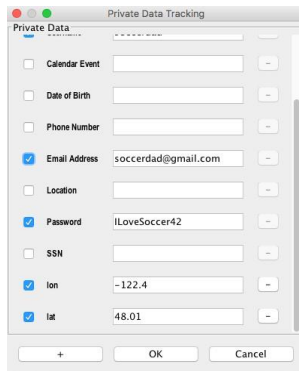 Private Data Tracking
Private Data
Calendar Event
Date of Birth
Phone Number
Email Address soccerdad@gmail.com
Location
Password ILoveSoccer42
SSN
lon -122.4 -
lat 48.01 -
+ OK Cancel